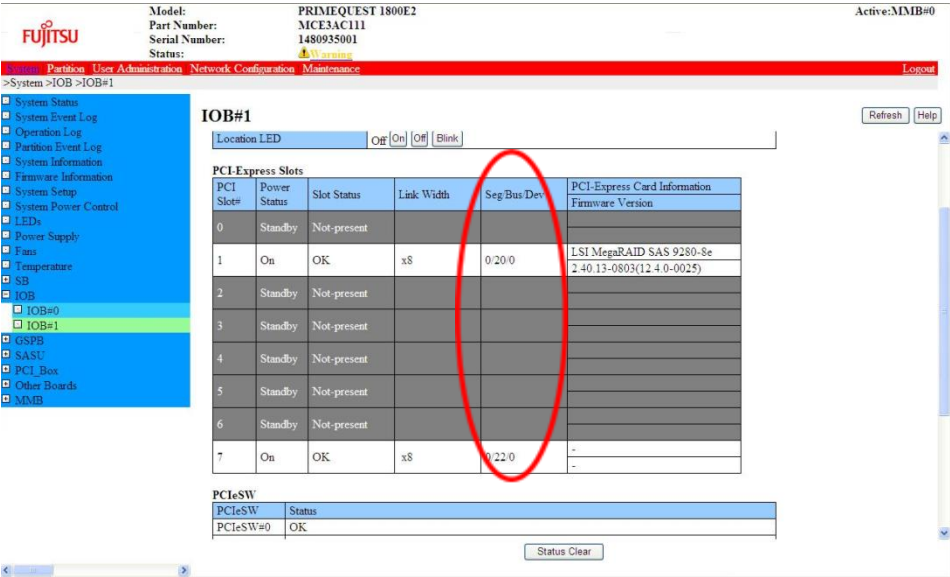 FUJITSU
Model: PRIMEQUEST 1800E2
Part Number: MCE3AC111
Serial Number: 1480935001
Status: Warning
Active:MMB#0
System Partition User Administration Network Configuration Maintenance Logout
>System >IOB >IOB#1
System Status
System Event Log
Operation Log
Partition Event Log
System Information
Firmware Information
System Setup
System Power Control
LEDs
Power Supply
Fans
Temperature
SB
IOB
IOB#0
IOB#1
GSPB
SASU
PCI_Box
Other Boards
MMB
IOB#1
Refresh Help
Location LED Off On Off Blink
PCI-Express Slots
PCI Slot# Power Status Slot Status Link Width Seg/Bus/Dev PCI-Express Card Information
Firmware Version
0 Standby Not-present
1 On OK x8 0/20/0 LSI MegaRAID SAS 9280-8e
2.40.13-0803(12.4.0-0025)
2 Standby Not-present
3 Standby Not-present
4 Standby Not-present
5 Standby Not-present
6 Standby Not-present
7 On OK x8 0/22/0 -
-
PCIeSW
PCIeSW Status
PCIeSW#0 OK
Status Clear